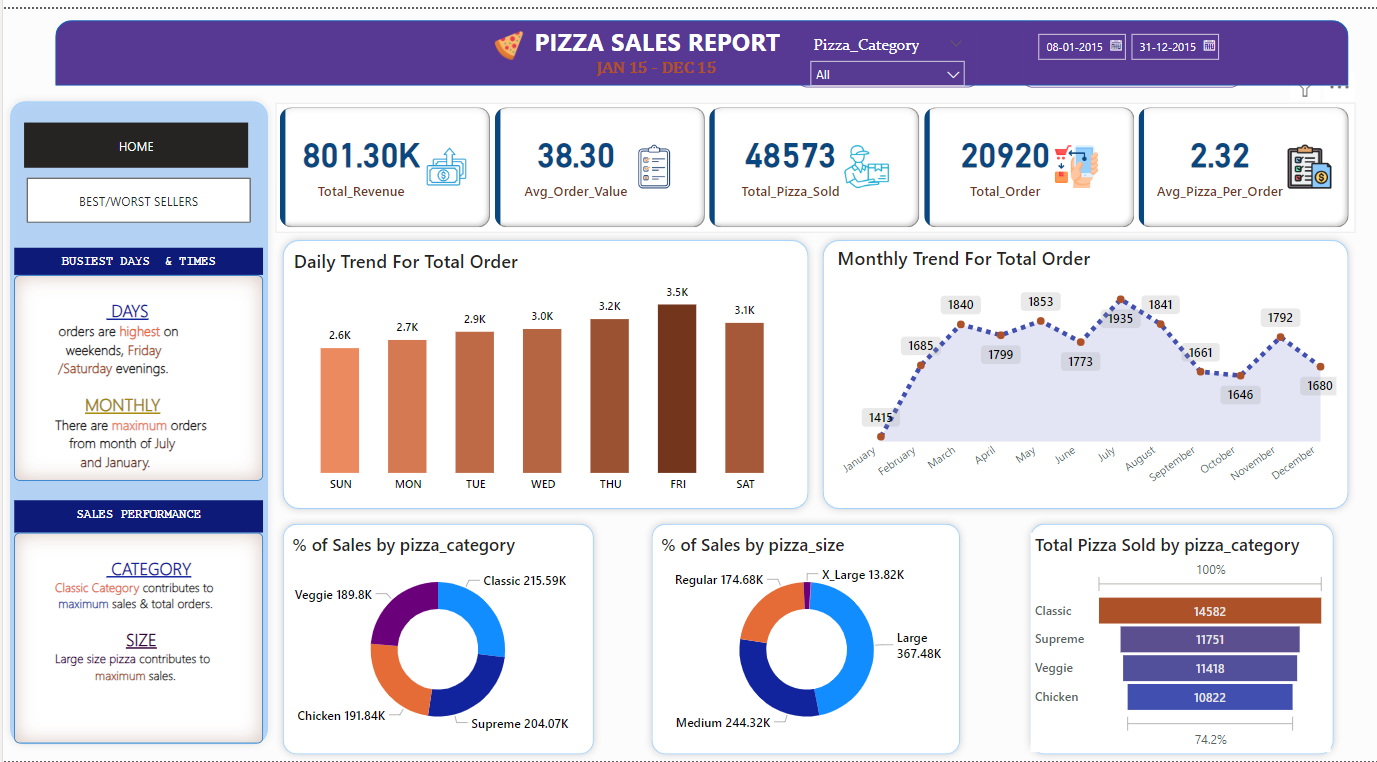 PIZZA SALES REPORT
JAN 15 - DEC 15
Pizza_Category
All
08-01-2015
31-12-2015
HOME
BEST/WORST SELLERS
BUSIEST DAYS & TIMES
DAYS
orders are highest on
weekends, Friday
/Saturday evenings.
MONTHLY
There are maximum orders
from month of July
and January.
SALES PERFORMANCE
CATEGORY
Classic Category contributes to
maximum sales & total orders.
SIZE
Large size pizza contributes to
maximum sales.
801.30K
Total_Revenue
38.30
Avg_Order_Value
48573
Total_Pizza_Sold
20920
Total_Order
2.32
Avg_Pizza_Per_Order
Daily Trend For Total Order
2.6K
2.7K
2.9K
3.0K
3.2K
3.5K
3.1K
SUN
MON
TUE
WED
THU
FRI
SAT
Monthly Trend For Total Order
1415
1685
1840
1799
1853
1773
1935
1841
1661
1646
1792
1680
January
February
March
April
May
June
July
August
September
October
November
December
% of Sales by pizza_category
Classic 215.59K
Veggie 189.8K
Chicken 191.84K
Supreme 204.07K
% of Sales by pizza_size
Regular 174.68K
X_Large 13.82K
Large
367.48K
Medium 244.32K
Total Pizza Sold by pizza_category
100%
Classic 14582
Supreme 11751
Veggie 11418
Chicken 10822
74.2%